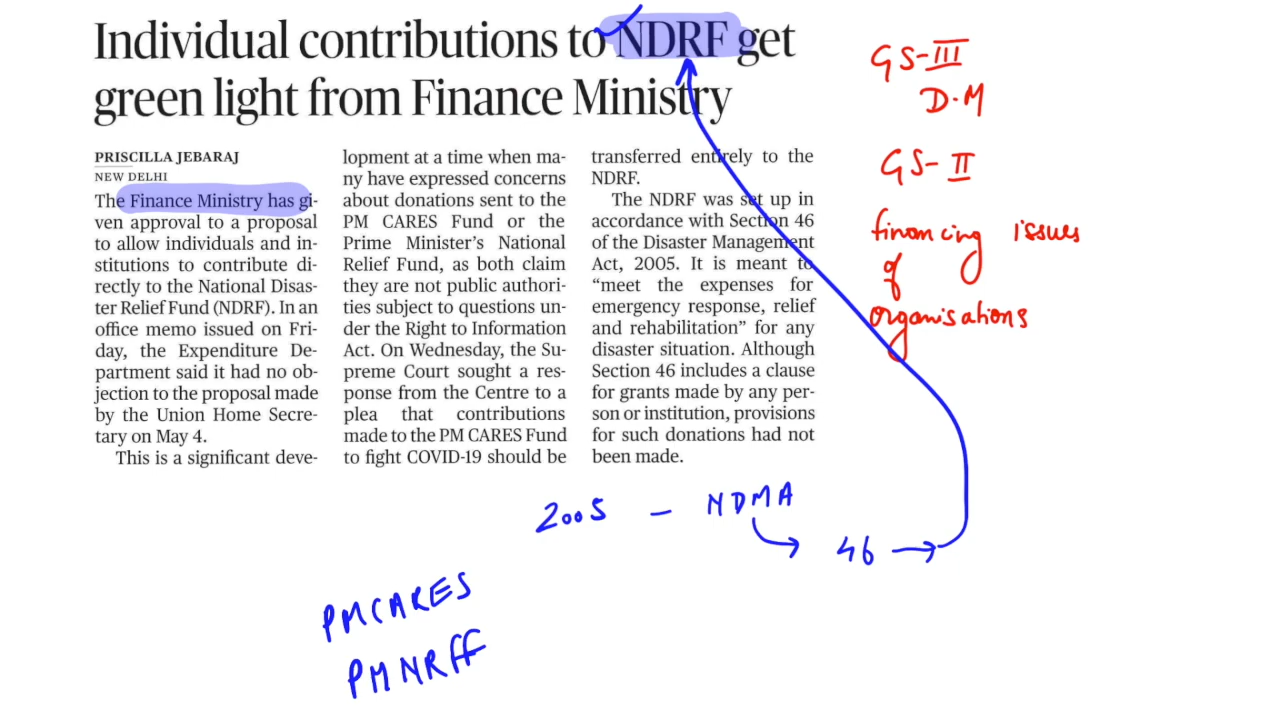 Individual contributions to NDRF get
green light from Finance Ministry
PRISCILLA JEBARAJ
NEW DELHI
The Finance Ministry has gi-
ven approval to a proposal
to allow individuals and in-
stitutions to contribute di-
rectly to the National Disas-
ter Relief Fund (NDRF). In an
office memo issued on Fri-
day, the Expenditure De-
partment said it had no ob-
jection to the proposal made
by the Union Home Secre-
tary on May 4.
This is a significant deve-
lopment at a time when ma-
ny have expressed concerns
about donations sent to the
PM CARES Fund or the
Prime Minister's National
Relief Fund, as both claim
they are not public authori-
ties subject to questions un-
der the Right to Information
Act. On Wednesday, the Su-
preme Court sought a res-
ponse from the Centre to a
plea that contributions
made to the PM CARES Fund
to fight COVID-19 should be
transferred entirely to the
NDRF.
The NDRF was set up in
accordance with Section 46
of the Disaster Management
Act, 2005. It is meant to
“meet the expenses for
emergency response, relief
and rehabilitation” for any
disaster situation. Although
Section 46 includes a clause
for grants made by any per-
son or institution, provisions
for such donations had not
been made.
GS-III
D.M
GS-II
financing issues
of
organisations
2005 - NDMA
46
PMCARES
PMNRFF